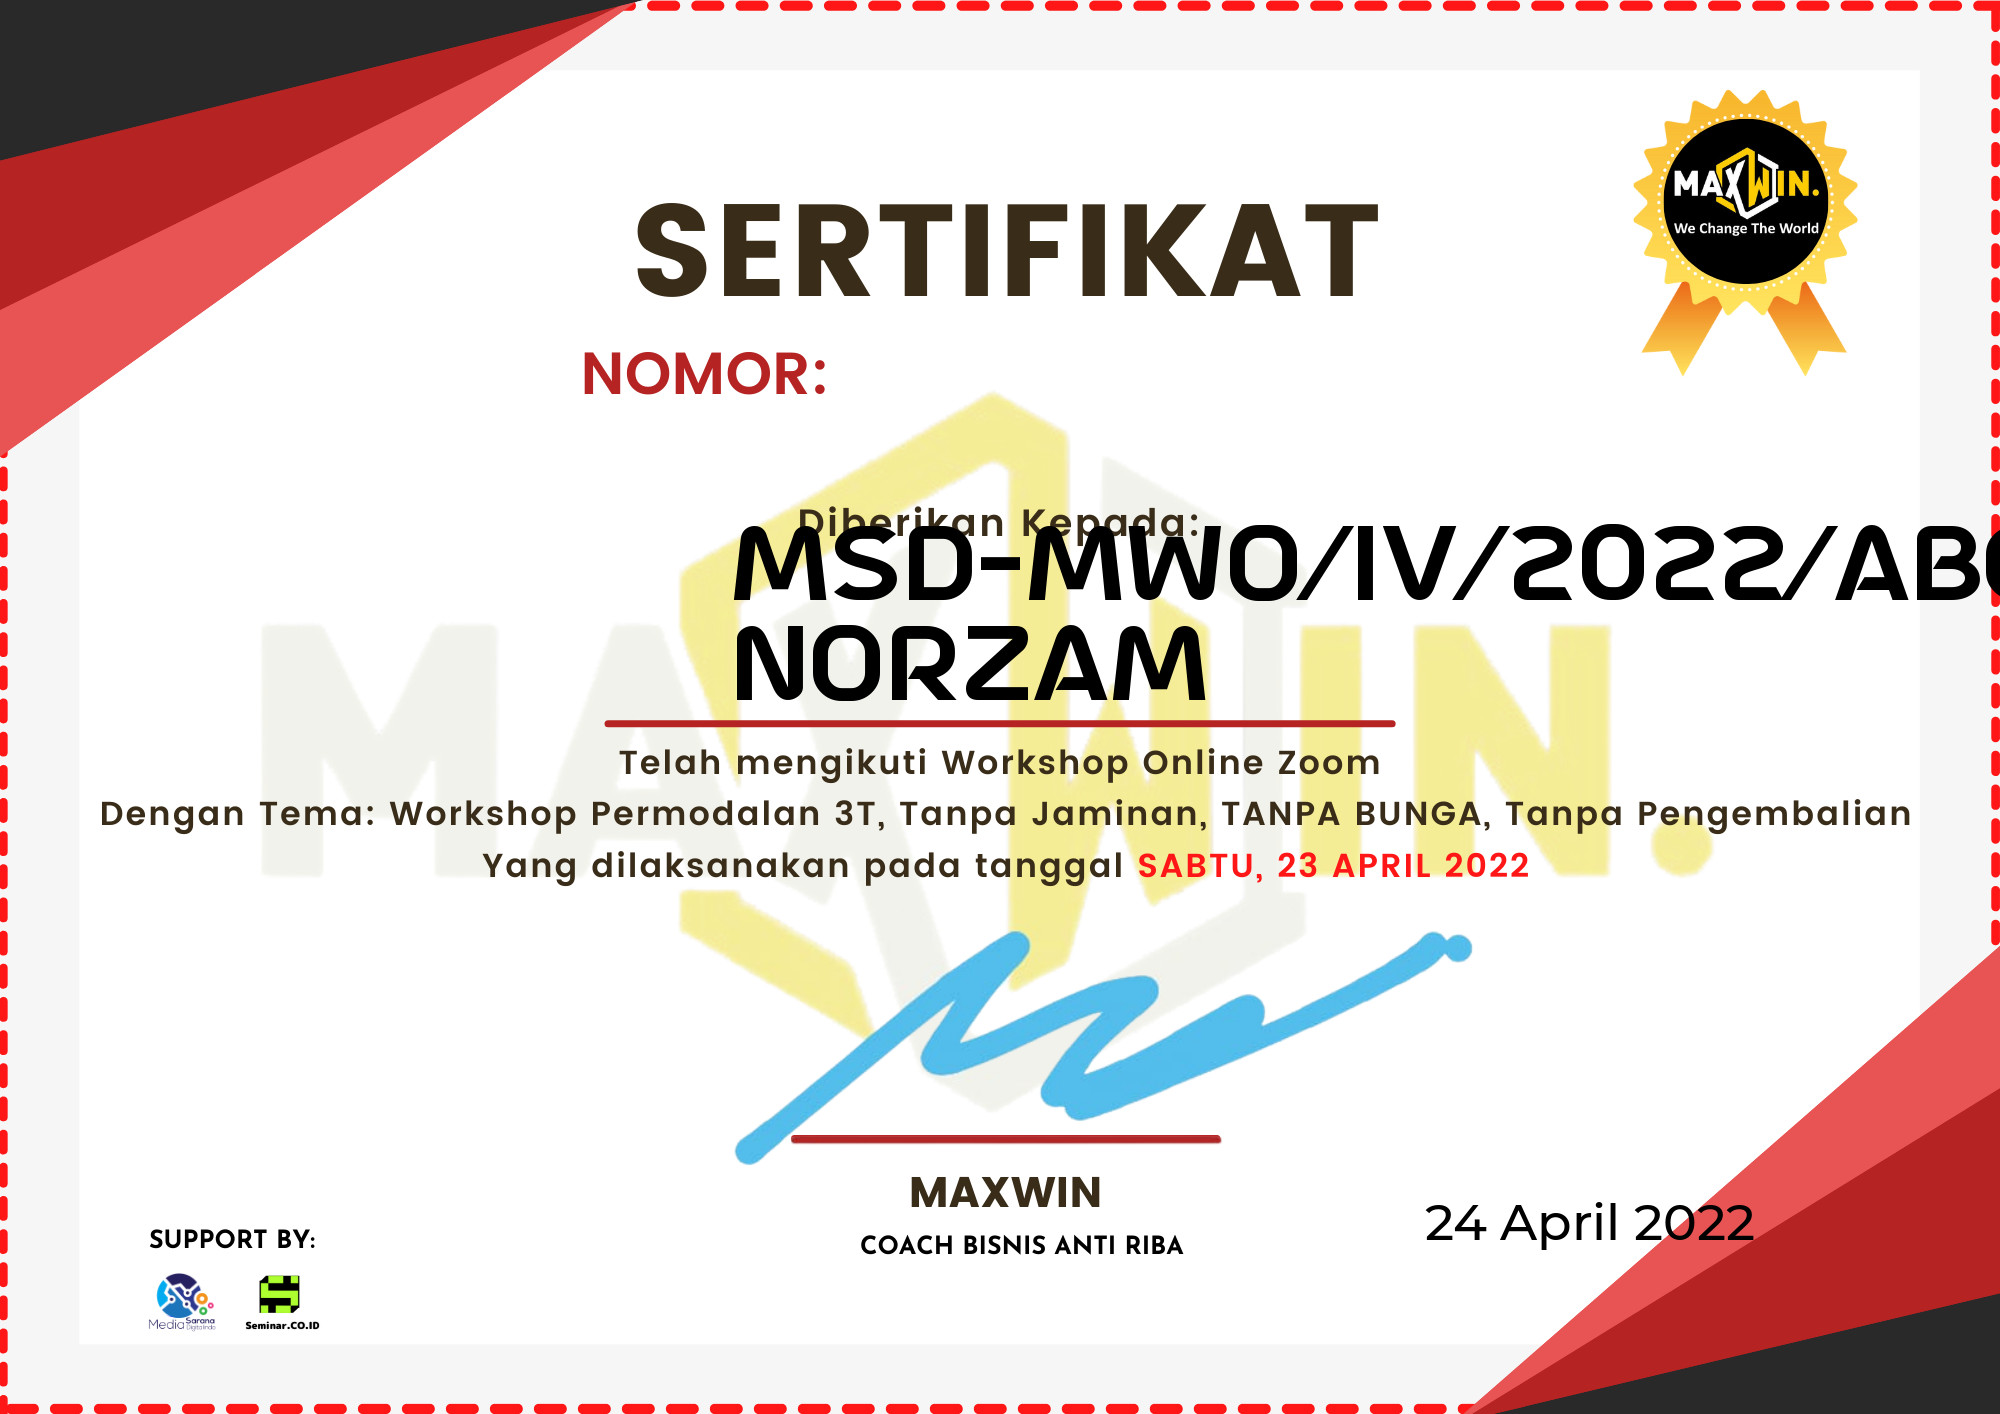 MAXWIN.
We Change The World
SERTIFIKAT
NOMOR:
Diberikan Kepada:
MSD-MWO/IV/2022/AB
NORZAM
MAXWIN.
Telah mengikuti Workshop Online Zoom
Dengan Tema: Workshop Permodalan 3T, Tanpa Jaminan, TANPA BUNGA, Tanpa Pengembalian
Yang dilaksanakan pada tanggal SABTU, 23 APRIL 2022
MAXWIN
COACH BISNIS ANTI RIBA
24 April 2022
SUPPORT BY:
Media Sarana
Digitalindo
Seminar.CO.ID